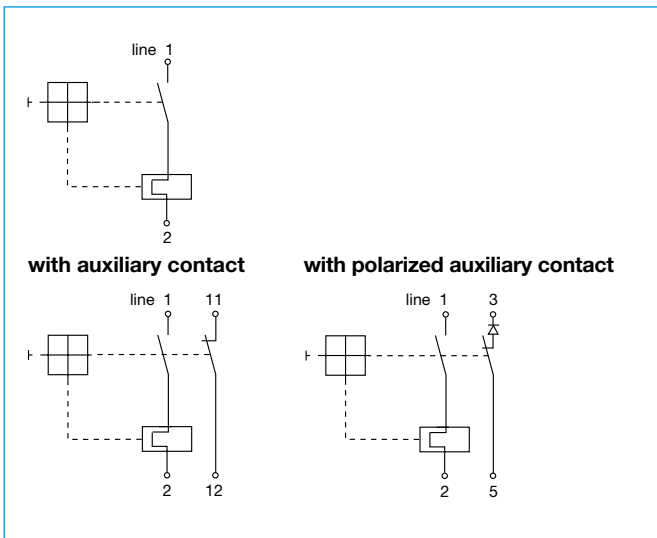 line 1
2
with auxiliary contact
with polarized auxiliary contact
line 1 11
line 1 3
2 12
2 5